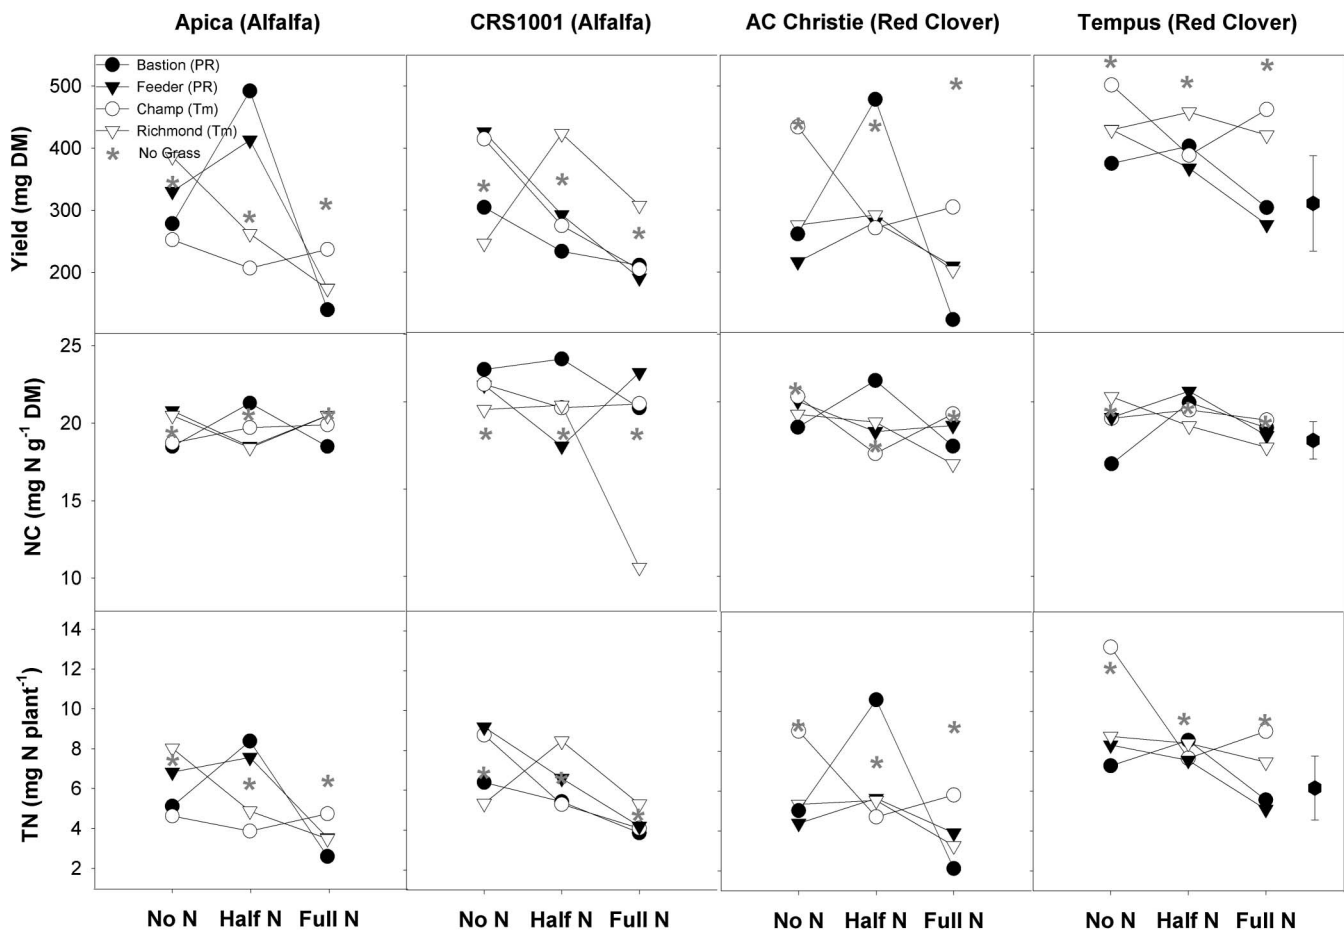 Apica (Alfalfa) CRS1001 (Alfalfa) AC Christie (Red Clover) Tempus (Red Clover)
Bastion (PR)
Feeder (PR)
Champ (Tm)
Richmond (Tm)
No Grass
Yield (mg DM)
500
400
300
200
NC (mg N g⁻¹ DM)
25
20
15
10
TN (mg N plant⁻¹)
14
12
10
8
6
4
2
No N Half N Full N No N Half N Full N No N Half N Full N No N Half N Full N